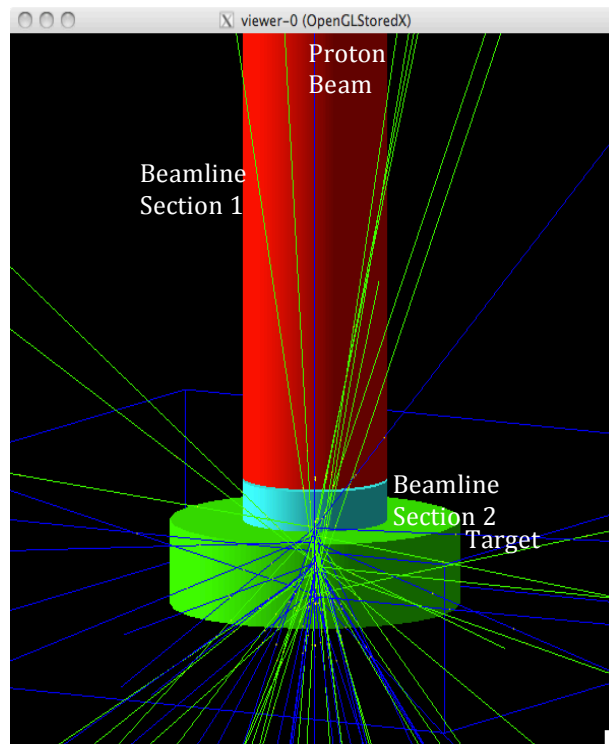 viewer-0 (OpenGLStoredX)
Proton
Beam
Beamline
Section 1
Beamline
Section 2
Target